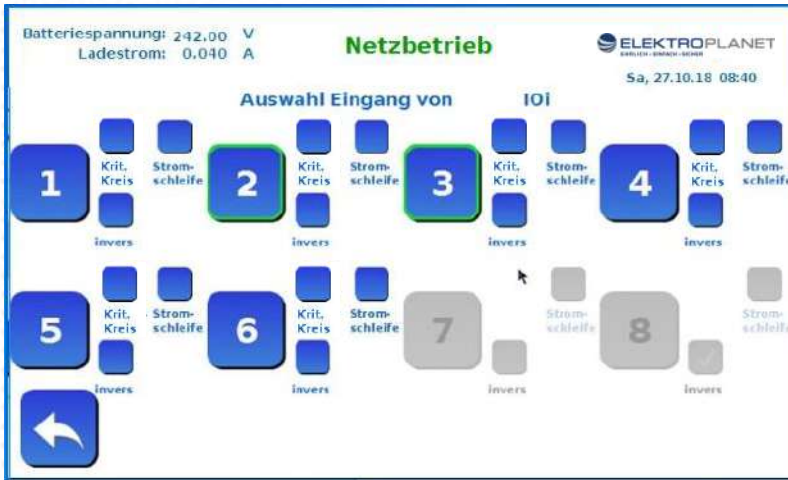 Batteriespannung: 242.00 V
Ladestrom: 0.040 A
Netzbetrieb
ELEKTROPLANET
EHRLICH - EINFACH - SICHER
Sa, 27.10.18 08:40
Auswahl Eingang von IOi
1 Krit. Kreis Strom-schleife invers
2 Krit. Kreis Strom-schleife invers
3 Krit. Kreis Strom-schleife invers
4 Krit. Kreis Strom-schleife invers
5 Krit. Kreis Strom-schleife invers
6 Krit. Kreis Strom-schleife invers
7 Strom-schleife invers
8 Strom-schleife invers